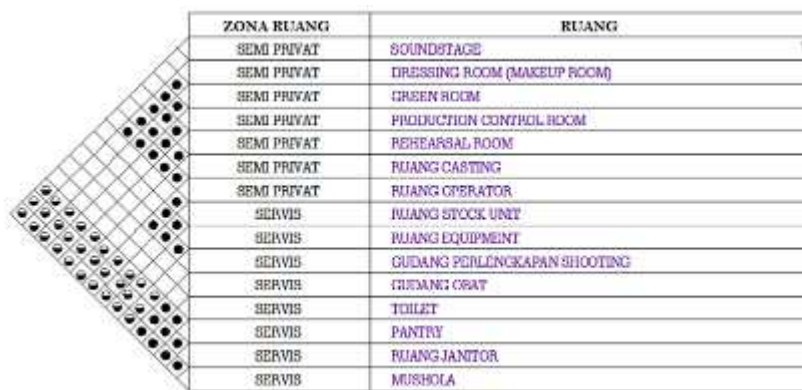 ZONA RUANG RUANG
SEMI PRIVAT SOUNDSTAGE
SEMI PRIVAT DRESSING ROOM (MAKEUP ROOM)
SEMI PRIVAT GREEN ROOM
SEMI PRIVAT PRODUCTION CONTROL ROOM
SEMI PRIVAT REHEARSAL ROOM
SEMI PRIVAT RUANG CASTING
SEMI PRIVAT RUANG OPERATOR
SERVIS RUANG STOCK UNIT
SERVIS RUANG EQUIPMENT
SERVIS GUDANG PERLENGKAPAN SHOOTING
SERVIS GUDANG OBAT
SERVIS TOILET
SERVIS PANTRY
SERVIS RUANG JANITOR
SERVIS MUSHOLA